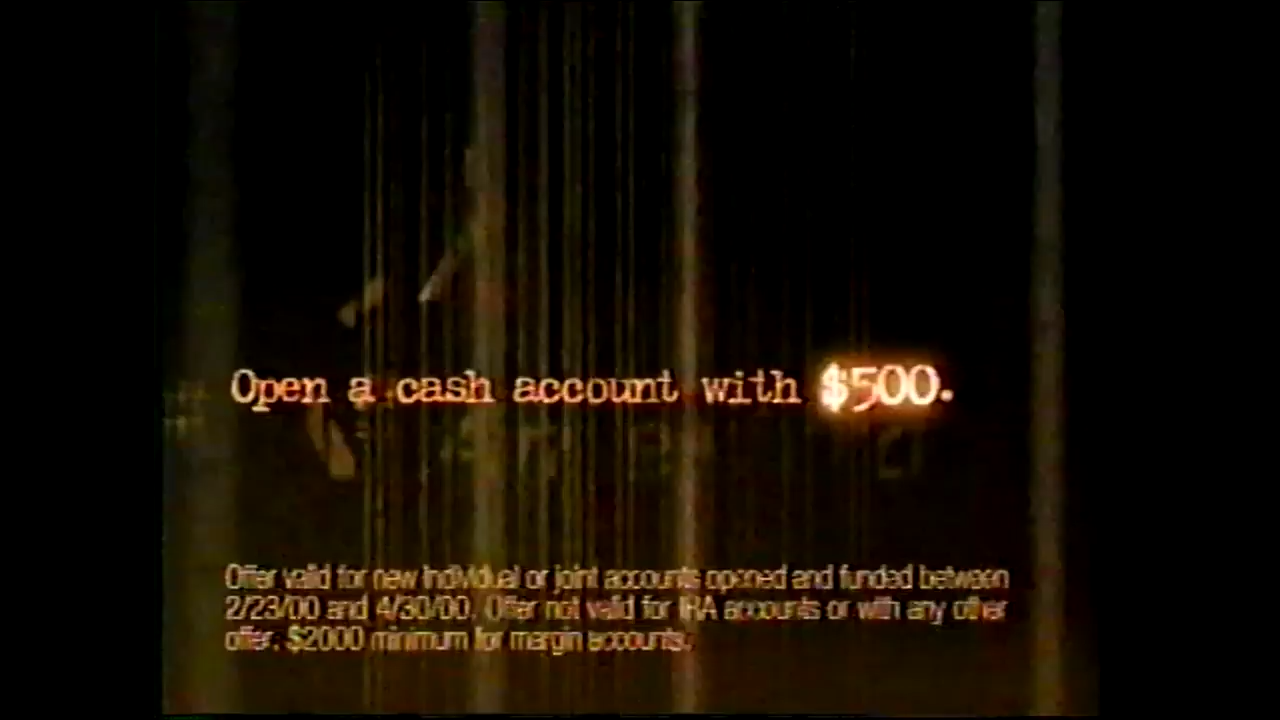 Open a cash account with $500.
Offer valid for new individual or joint accounts opened and funded between
2/23/00 and 4/30/00. Offer not valid for IRA accounts or with any other
offer. $2000 minimum for margin accounts.